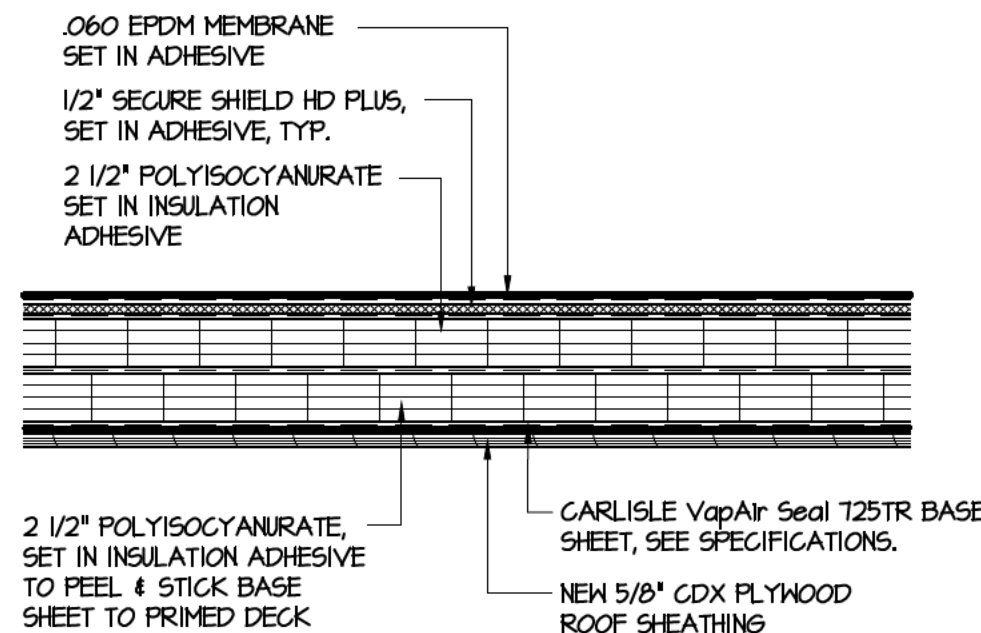 .060 EPDM MEMBRANE
SET IN ADHESIVE
1/2" SECURE SHIELD HD PLUS,
SET IN ADHESIVE, TYP.
2 1/2" POLYISOCYANURATE
SET IN INSULATION
ADHESIVE
2 1/2" POLYISOCYANURATE,
SET IN INSULATION ADHESIVE
TO PEEL & STICK BASE
SHEET TO PRIMED DECK
CARLISLE VapAir Seal 725TR BASE
SHEET, SEE SPECIFICATIONS.
NEW 5/8" CDX PLYWOOD
ROOF SHEATHING